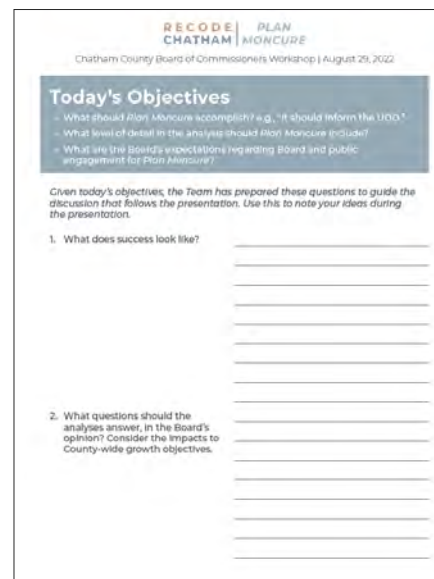 RECODE | PLAN
CHATHAM | MONCURE
Chatham County Board of Commissioners Workshop | August 29, 2022
Today's Objectives
- What should Plan Moncure accomplish? e.g., "It should inform the UDO."
- What level of detail in the analysis should Plan Moncure include?
- What are the Board's expectations regarding Board and public
engagement for Plan Moncure?
Given today's objectives, the Team has prepared these questions to guide the
discussion that follows the presentation. Use this to note your ideas during
the presentation.
1. What does success look like?
2. What questions should the
analyses answer, in the Board's
opinion? Consider the impacts to
County-wide growth objectives.